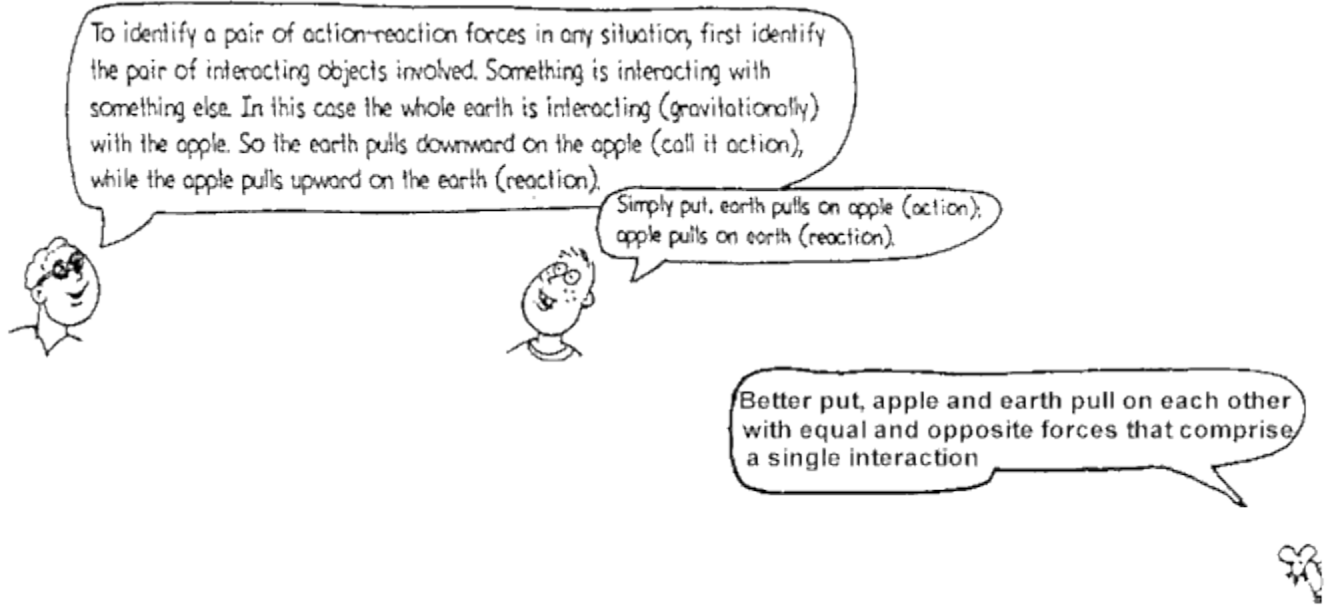 To identify a pair of action-reaction forces in any situation, first identify
the pair of interacting objects involved. Something is interacting with
something else. In this case the whole earth is interacting (gravitationally)
with the apple. So the earth pulls downward on the apple (call it action),
while the apple pulls upward on the earth (reaction).
Simply put, earth pulls on apple (action);
apple pulls on earth (reaction).
Better put, apple and earth pull on each other
with equal and opposite forces that comprise
a single interaction